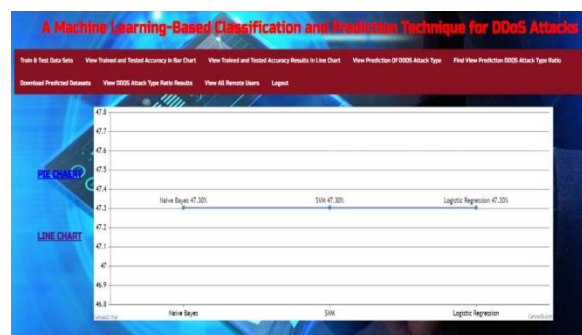 A Machine Learning-Based Classification and Prediction Technique for DDoS Attacks
Train & Test Data Sets View Trained and Tested Accuracy in Bar Chart View Trained and Tested Accuracy Results in Line Chart View Prediction Of DDOS Attack Type Find View Prediction DDOS Attack Type Ratio
Download Predicted Datasets View DDOS Attack Type Ratio Results View All Remote Users Logout
PIE CHAERT
LINE CHART
47.8
47.7
47.6
47.5
47.4
47.3
47.2
47.1
47
46.9
46.8
Naive Bayes 47.30% SVM 47.30% Logistic Regression 47.30%
Naive Bayes SVM Logistic Regression
CanvasJS Trial CanvasJS.com